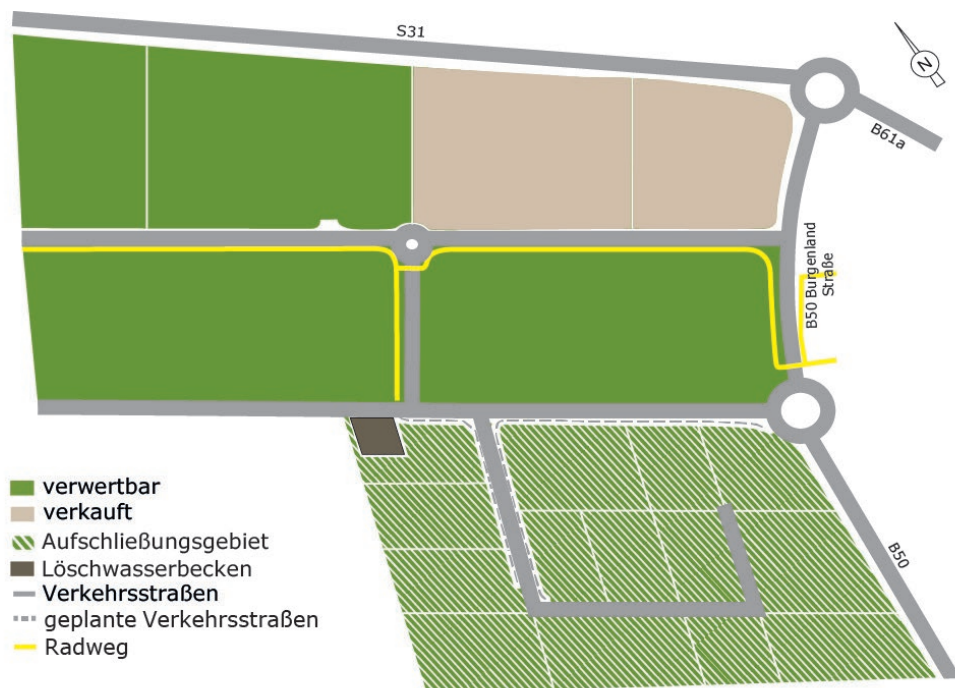 S31
N
B61a
B50 Burgenland
Straße
B50
verwertbar
verkauft
Aufschließungsgebiet
Löschwasserbecken
Verkehrsstraßen
geplante Verkehrsstraßen
Radweg